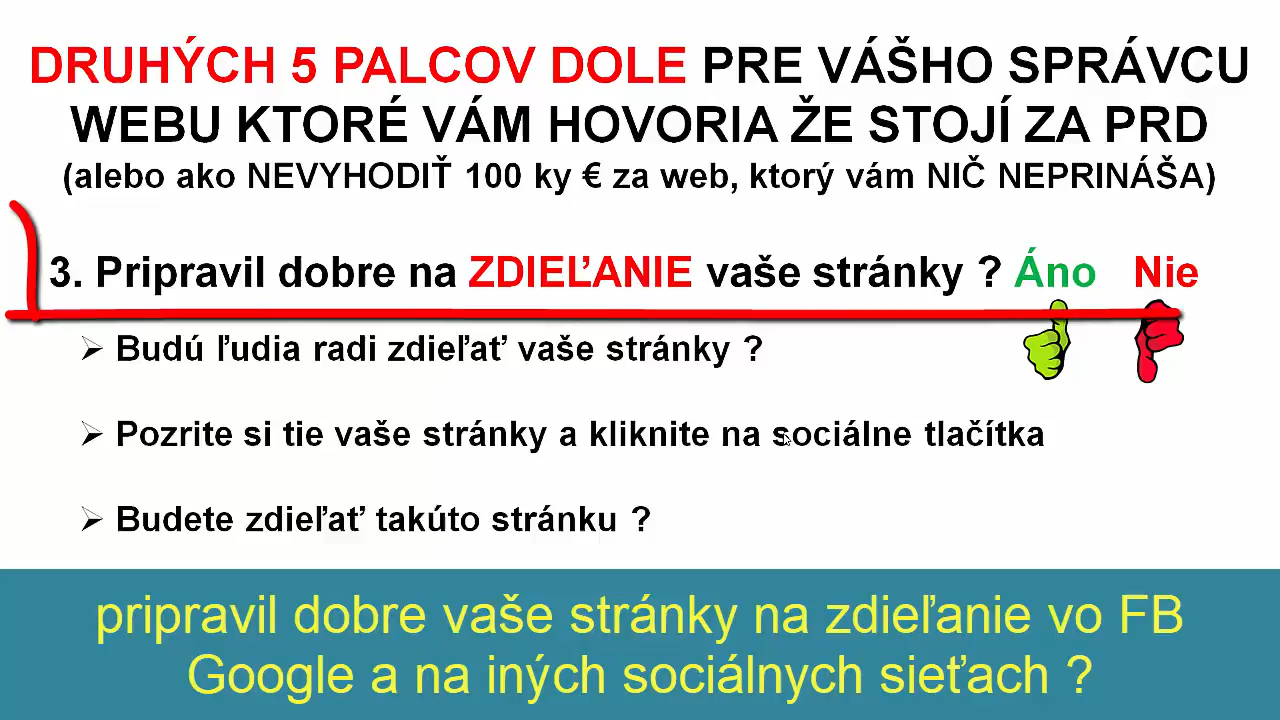 DRUHÝCH 5 PALCOV DOLE PRE VÁŠHO SPRÁVCU
WEBU KTORÉ VÁM HOVORIA ŽE STOJÍ ZA PRD
(alebo ako NEVYHODIŤ 100 ky € za web, ktorý vám NIČ NEPRINÁŠA)
3. Pripravil dobre na ZDIEĽANIE vaše stránky ? Áno Nie
➢ Budú ľudia radi zdieľať vaše stránky ?
➢ Pozrite si tie vaše stránky a kliknite na sociálne tlačítka
➢ Budete zdieľať takúto stránku ?
pripravil dobre vaše stránky na zdieľanie vo FB
Google a na iných sociálnych sieťach ?